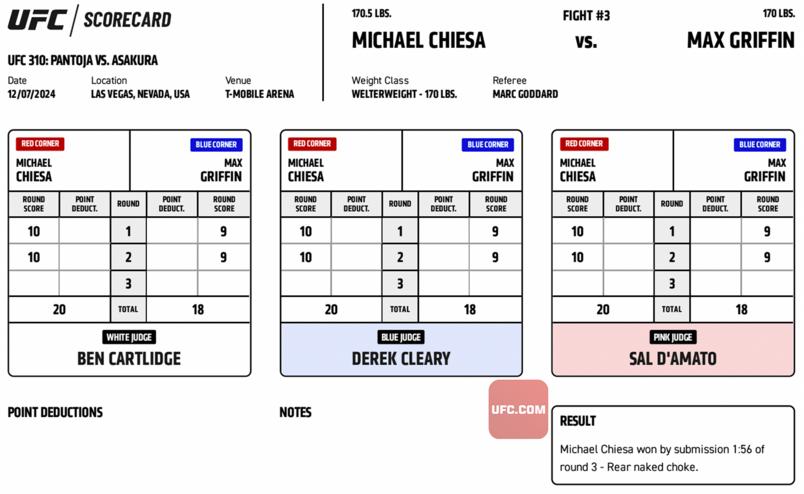 UFC SCORECARD
170.5 LBS. FIGHT #3 170 LBS.
MICHAEL CHIESA vs. MAX GRIFFIN
UFC 310: PANTOJA VS. ASAKURA
Date Location Venue Weight Class Referee
12/07/2024 LAS VEGAS, NEVADA, USA T-MOBILE ARENA WELTERWEIGHT - 170 LBS. MARC GODDARD
RED CORNER BLUE CORNER
MICHAEL MAX
CHIESA GRIFFIN
ROUND SCORE POINT DEDUCT. ROUND POINT DEDUCT. ROUND SCORE
10 1 9
10 2 9
3
20 TOTAL 18
WHITE JUDGE
BEN CARTLIDGE
RED CORNER BLUE CORNER
MICHAEL MAX
CHIESA GRIFFIN
ROUND SCORE POINT DEDUCT. ROUND POINT DEDUCT. ROUND SCORE
10 1 9
10 2 9
3
20 TOTAL 18
BLUE JUDGE
DEREK CLEARY
RED CORNER BLUE CORNER
MICHAEL MAX
CHIESA GRIFFIN
ROUND SCORE POINT DEDUCT. ROUND POINT DEDUCT. ROUND SCORE
10 1 9
10 2 9
3
20 TOTAL 18
PINK JUDGE
SAL D'AMATO
POINT DEDUCTIONS
NOTES
UFC.COM
RESULT
Michael Chiesa won by submission 1:56 of
round 3 - Rear naked choke.